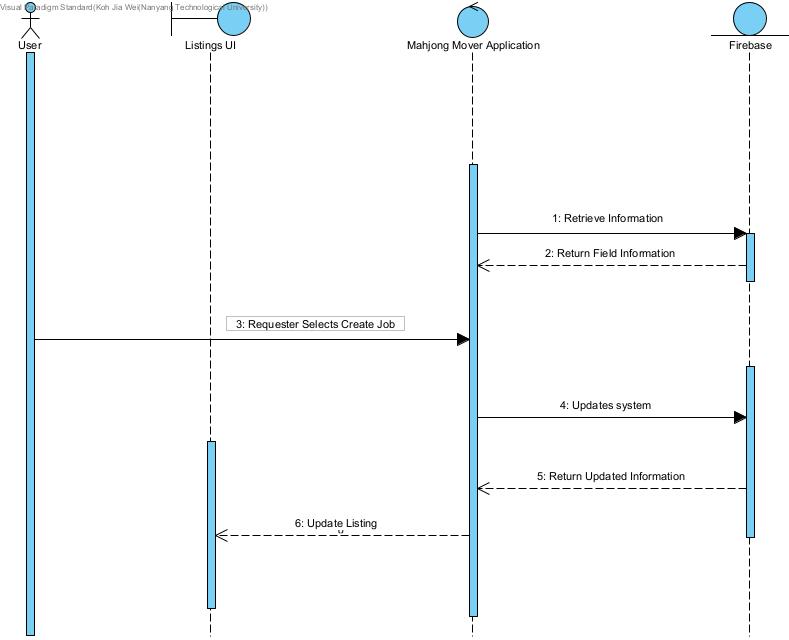 Visual Paradigm Standard(Koh Jia Wei(Nanyang Technological University))
User
Listings UI
Mahjong Mover Application
Firebase
1: Retrieve Information
2: Return Field Information
3: Requester Selects Create Job
4: Updates system
5: Return Updated Information
6: Update Listing